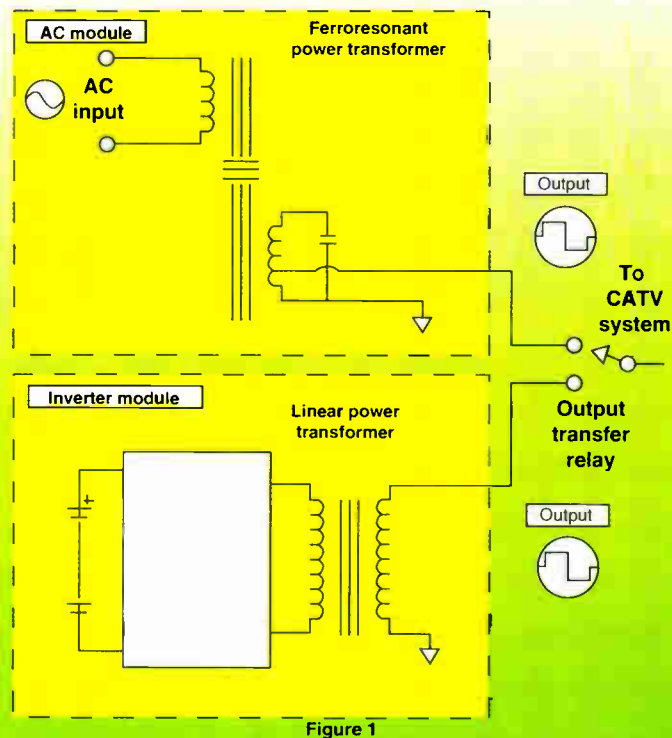 AC module
Ferroresonant
power transformer
AC
input
Output
To
CATV
system
Inverter module
Linear power
transformer
+
Output
transfer
relay
Output
Figure 1